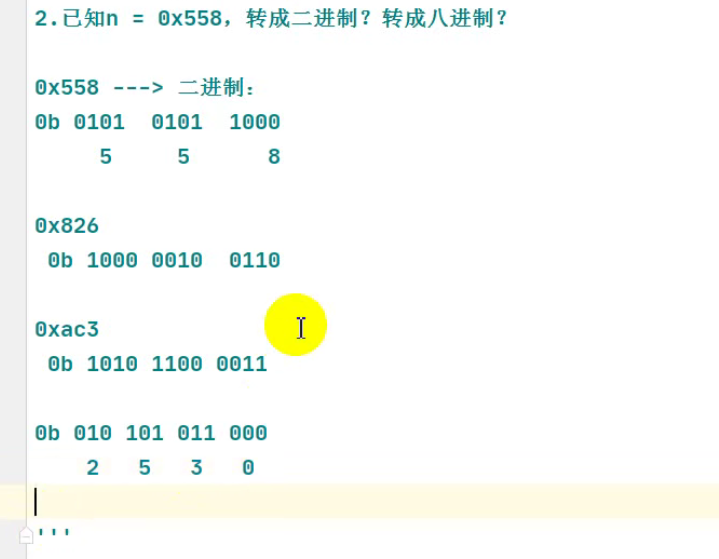 2.已知n = 0x558，转成二进制？转成八进制？
0x558 ---> 二进制：
0b 0101  0101  1000
5     5      8
0x826
0b 1000 0010  0110
0xac3
0b 1010 1100 0011
0b 010 101 011 000
2   5   3   0
'''